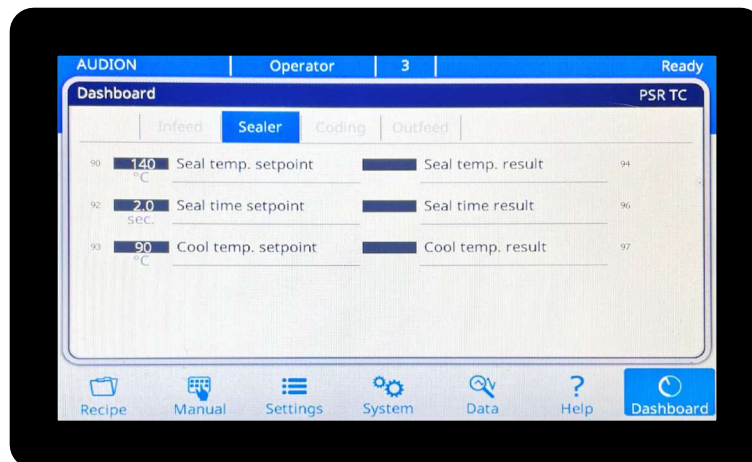 AUDION Operator 3 Ready
Dashboard PSR TC
Infeed Sealer Coding Outfeed
90 140 °C Seal temp. setpoint Seal temp. result 94
92 2.0 sec. Seal time setpoint Seal time result 96
93 90 °C Cool temp. setpoint Cool temp. result 97
Recipe Manual Settings System Data ? Help Dashboard